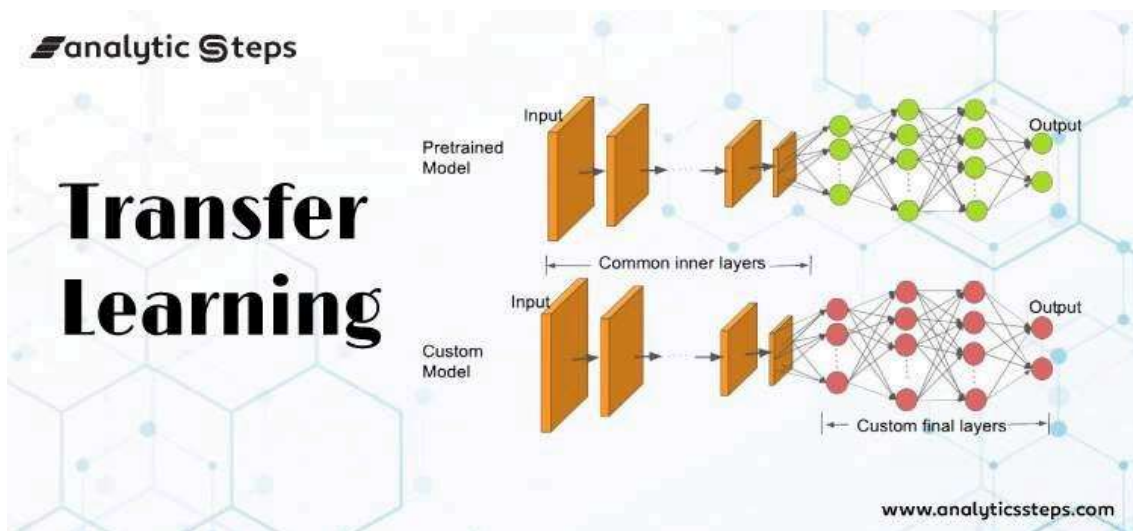 analytic Steps
Transfer
Learning
Input
Pretrained
Model
Output
Common inner layers
Input
Custom
Model
Output
Custom final layers
www.analyticssteps.com